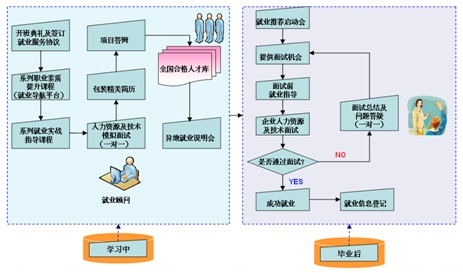 开班典礼及签订
就业服务协议
系列职业素质
提升课程
(就业导航平台)
系列就业实战
指导课程
项目答辩
包装精美简历
人力资源及技术
模拟面试
(一对一)
就业顾问
全国合格人才库
异地就业说明会
学习中
就业推荐启动会
提供面试机会
面试前
就业指导
企业人力资源
及技术面试
是否通过面试?
NO
YES
面试总结及
问题答疑
(一对一)
成功就业
就业信息登记
毕业后